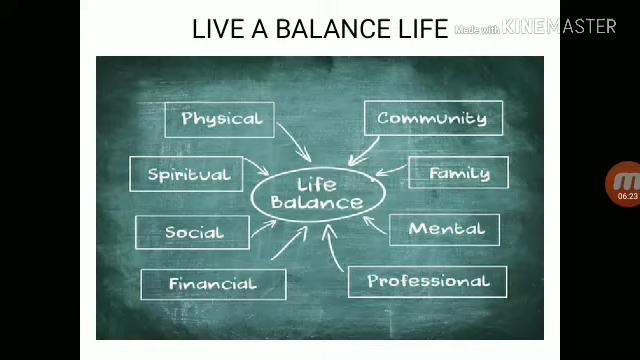 LIVE A BALANCE LIFE
Made with KINEMASTER
Physical
Community
Spiritual
Family
Life
Balance
Social
Mental
Financial
Professional
06:23